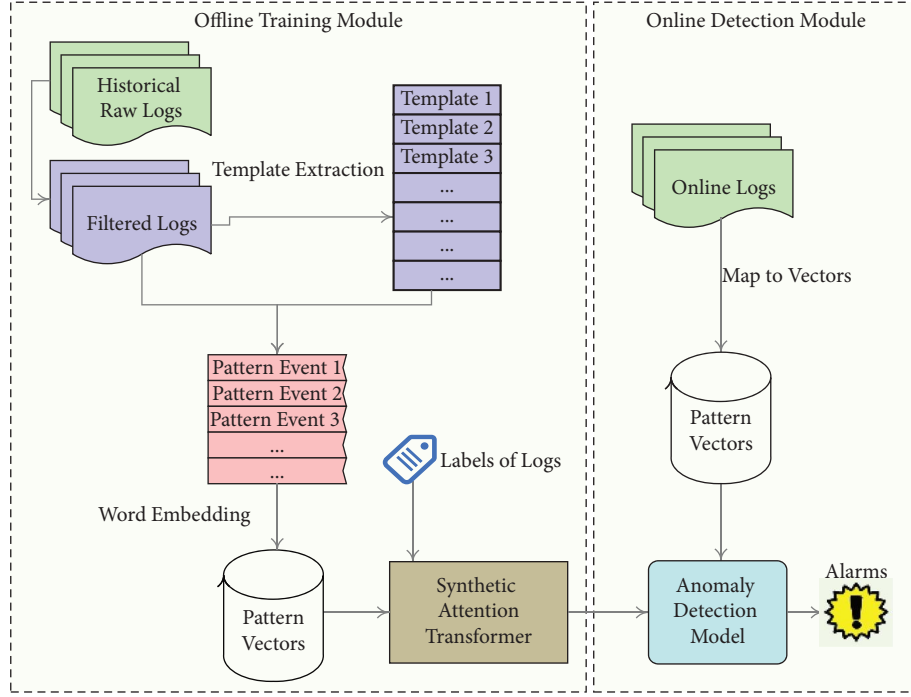 Offline Training Module
Historical
Raw Logs
Template Extraction
Filtered Logs
Template 1
Template 2
Template 3
...
...
...
...
Pattern Event 1
Pattern Event 2
Pattern Event 3
...
...
Labels of Logs
Word Embedding
Pattern
Vectors
Synthetic
Attention
Transformer
Online Detection Module
Online Logs
Map to Vectors
Pattern
Vectors
Anomaly
Detection
Model
Alarms
!